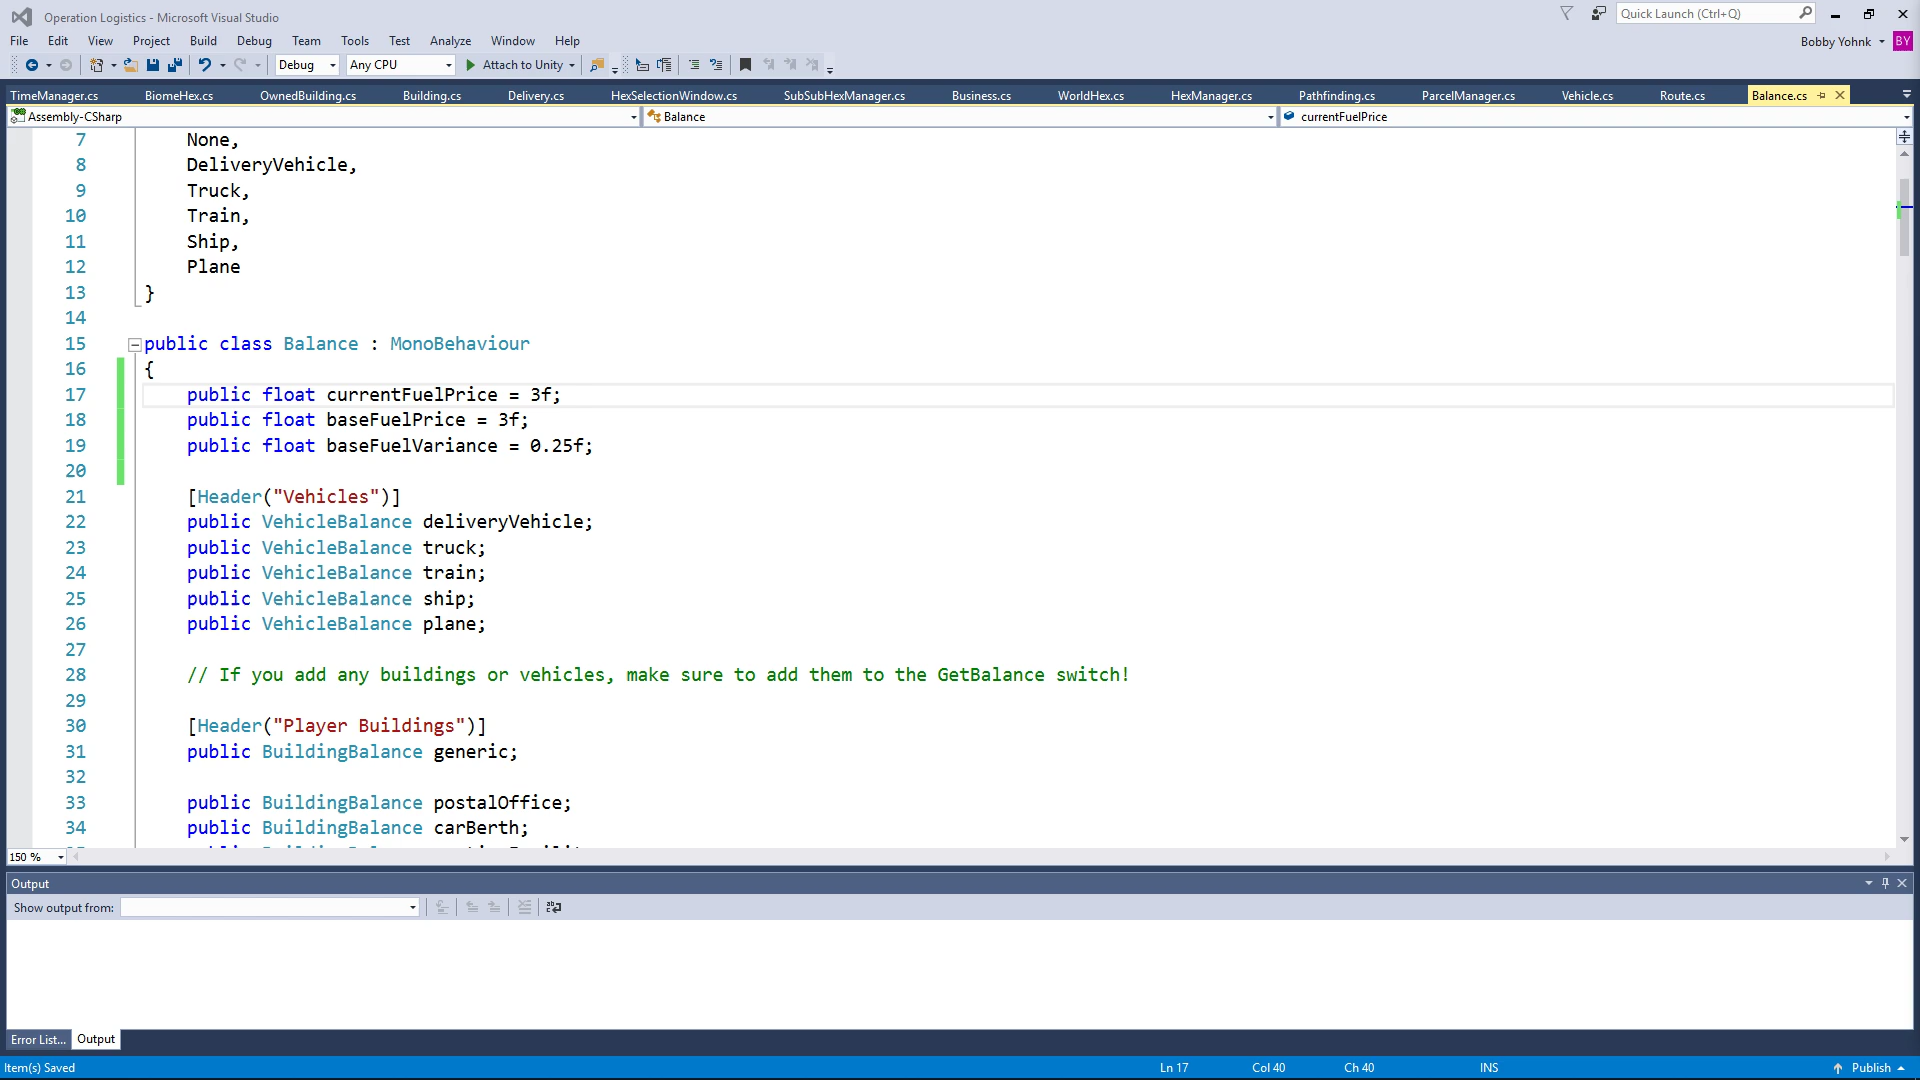 Operation Logistics - Microsoft Visual Studio
Quick Launch (Ctrl+Q)
File Edit View Project Build Debug Team Tools Test Analyze Window Help
Bobby Yohnk BY
Debug Any CPU Attach to Unity
TimeManager.cs BiomeHex.cs OwnedBuilding.cs Building.cs Delivery.cs HexSelectionWindow.cs SubSubHexManager.cs Business.cs WorldHex.cs HexManager.cs Pathfinding.cs ParcelManager.cs Vehicle.cs Route.cs Balance.cs
Assembly-CSharp Balance currentFuelPrice
7 None,
8 DeliveryVehicle,
9 Truck,
10 Train,
11 Ship,
12 Plane
13 }
14
15 public class Balance : MonoBehaviour
16 {
17 public float currentFuelPrice = 3f;
18 public float baseFuelPrice = 3f;
19 public float baseFuelVariance = 0.25f;
20
21 [Header("Vehicles")]
22 public VehicleBalance deliveryVehicle;
23 public VehicleBalance truck;
24 public VehicleBalance train;
25 public VehicleBalance ship;
26 public VehicleBalance plane;
27
28 // If you add any buildings or vehicles, make sure to add them to the GetBalance switch!
29
30 [Header("Player Buildings")]
31 public BuildingBalance generic;
32
33 public BuildingBalance postalOffice;
34 public BuildingBalance carBerth;
150 %
Output
Show output from:
Error List... Output
Item(s) Saved Ln 17 Col 40 Ch 40 INS Publish